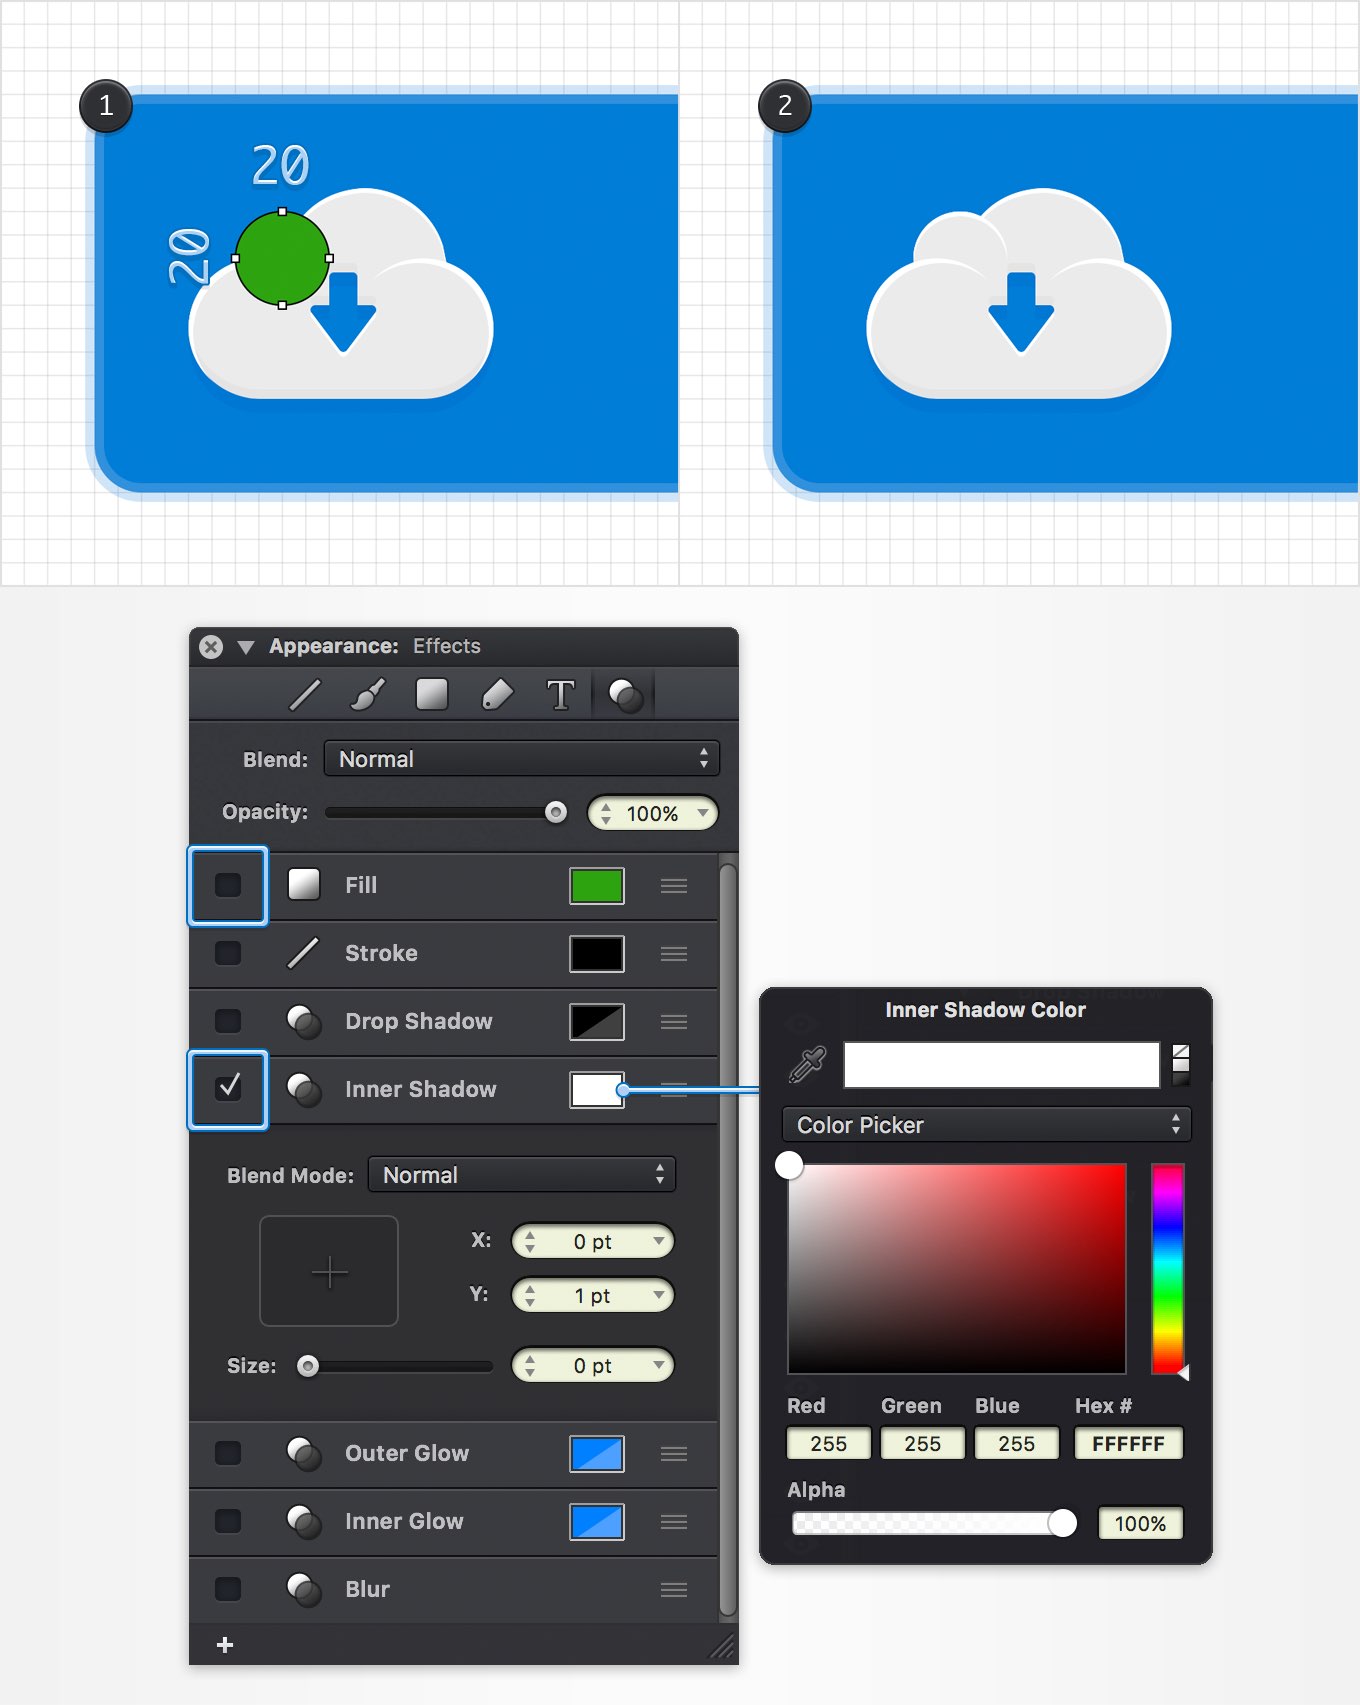 1
20
20
2
Appearance: Effects
T
Blend: Normal
Opacity: 100%
Fill
Stroke
Drop Shadow
Inner Shadow
Blend Mode: Normal
X: 0 pt
Y: 1 pt
Size: 0 pt
Outer Glow
Inner Glow
Blur
+
Drop Shadow
Inner Shadow Color
Color Picker
Red Green Blue Hex #
255 255 255 FFFFFF
Alpha
100%